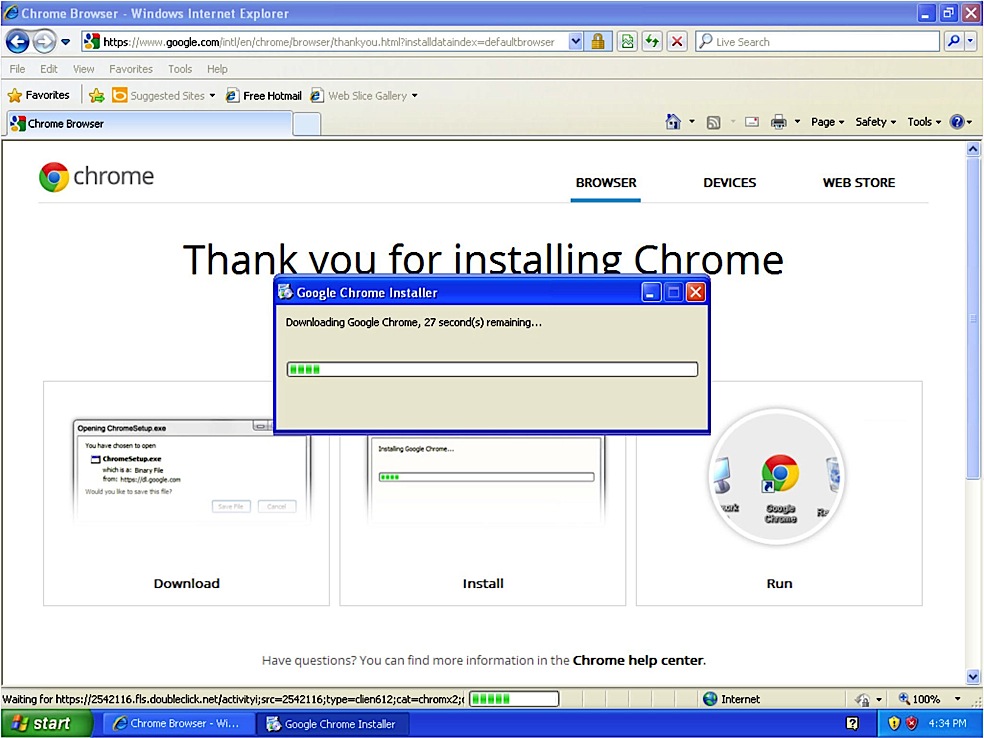 Chrome Browser - Windows Internet Explorer
https://www.google.com/intl/en/chrome/browser/thankyou.html?installdataindex=defaultbrowser
Live Search
File Edit View Favorites Tools Help
Favorites Suggested Sites Free Hotmail Web Slice Gallery
Chrome Browser
Page Safety Tools
chrome
BROWSER DEVICES WEB STORE
Thank you for installing Chrome
Google Chrome Installer
Downloading Google Chrome, 27 second(s) remaining...
Opening ChromeSetup.exe
You have chosen to open
ChromeSetup.exe
which is a: Binary File
from: https://dl.google.com
Would you like to save this file?
Save File Cancel
Installing Google Chrome...
Google
Chrome
Download Install Run
Have questions? You can find more information in the Chrome help center.
Waiting for https://2542116.fls.doubleclick.net/activityi;src=2542116;type=clien612;cat=chromx2;
Internet 100%
start Chrome Browser - Wi... Google Chrome Installer 4:34 PM